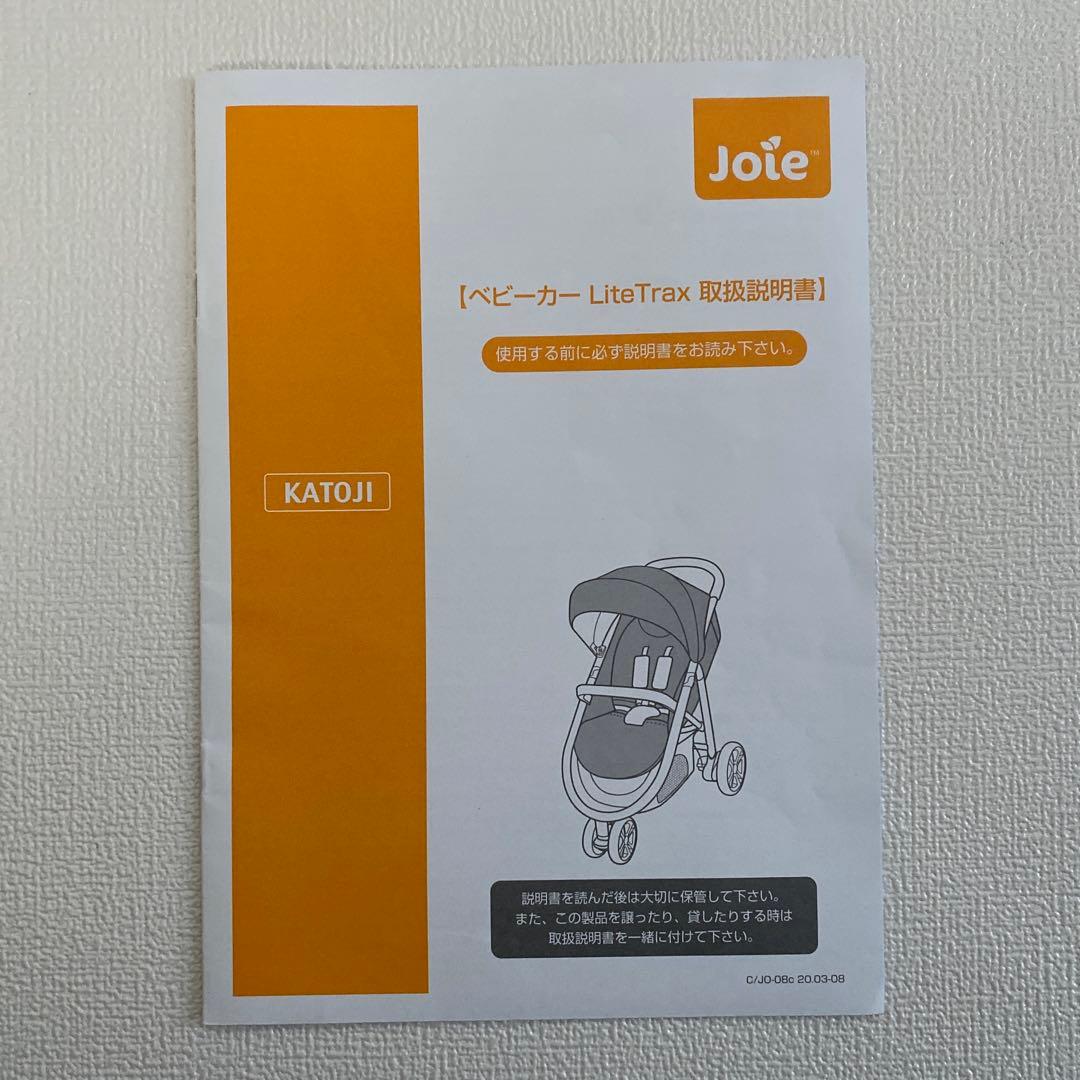 Joie™
【ベビーカー LiteTrax 取扱説明書】
使用する前に必ず説明書をお読み下さい。
KATOJI
説明書を読んだ後は大切に保管して下さい。
また、この製品を譲ったり、貸したりする時は
取扱説明書を一緒に付けて下さい。
C/JO-08c 20.03-08